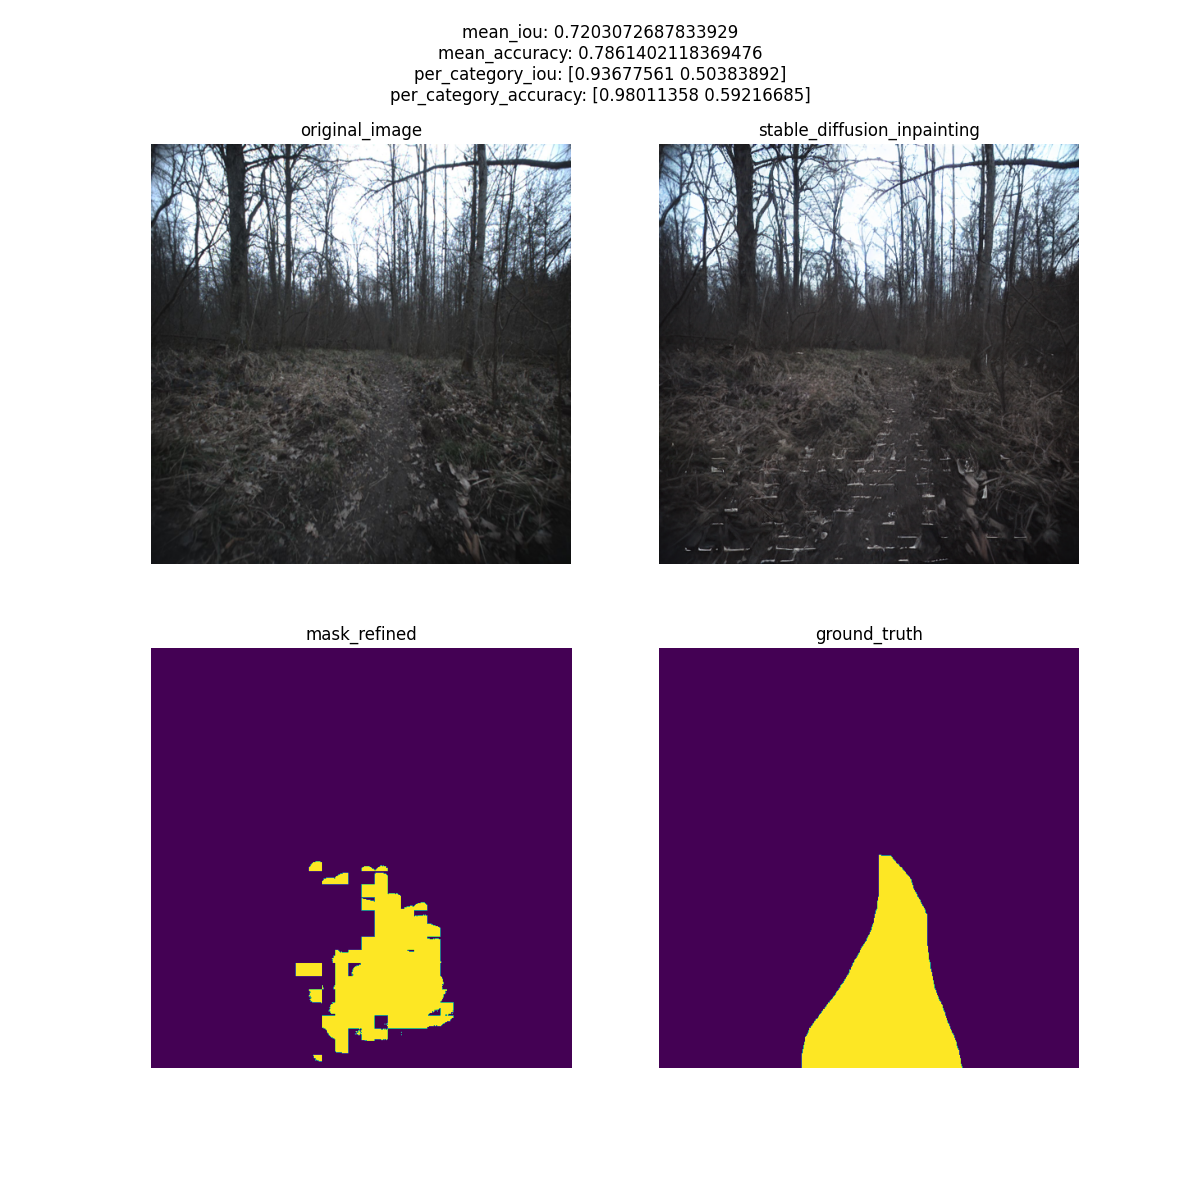 mean_iou: 0.7203072687833929
mean_accuracy: 0.7861402118369476
per_category_iou: [0.93677561 0.50383892]
per_category_accuracy: [0.98011358 0.59216685]
original_image
stable_diffusion_inpainting
mask_refined
ground_truth